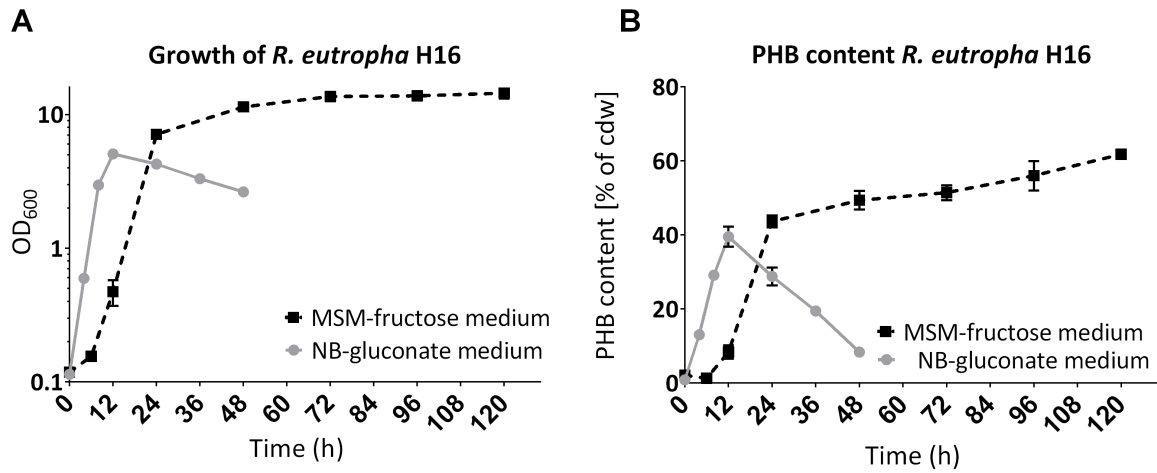 A
Growth of R. eutropha H16
10
1
0.1
OD600
MSM-fructose medium
NB-gluconate medium
0 12 24 36 48 60 72 84 96 108 120
Time (h)
B
PHB content R. eutropha H16
80
60
40
20
0
PHB content [% of cdw]
MSM-fructose medium
NB-gluconate medium
0 12 24 36 48 60 72 84 96 108 120
Time (h)